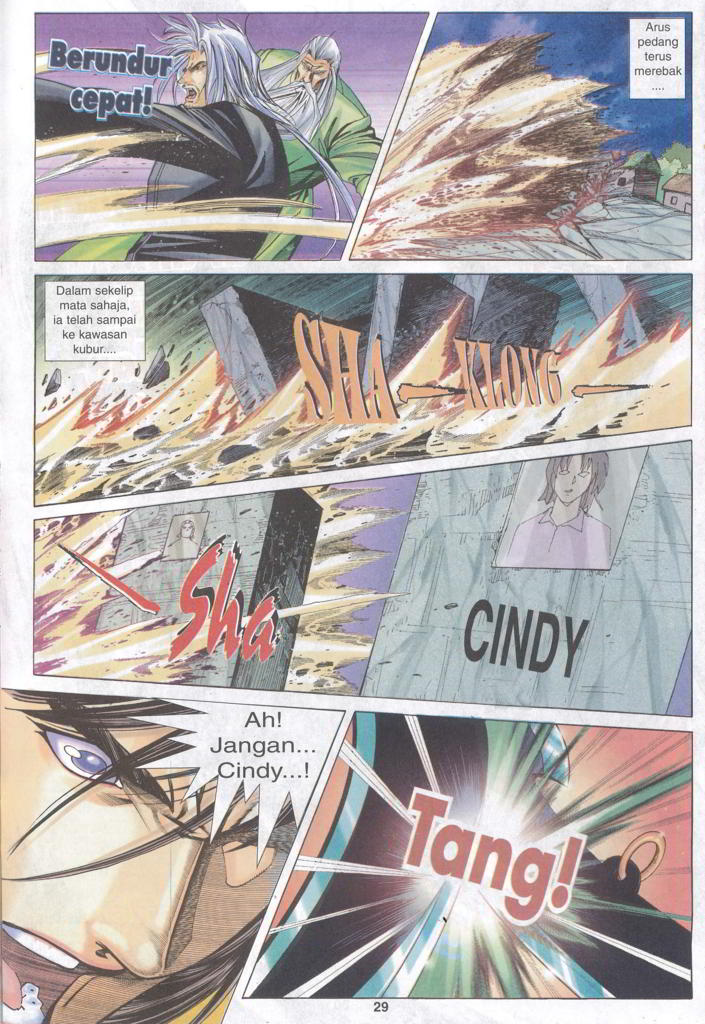 Berundur
cepat!
Arus
pedang
terus
merebak
....
Dalam sekelip
mata sahaja,
ia telah sampai
ke kawasan
kubur....
SHA — KLONG —
Sha
CINDY
Ah!
Jangan...
Cindy...!
Tang!
29